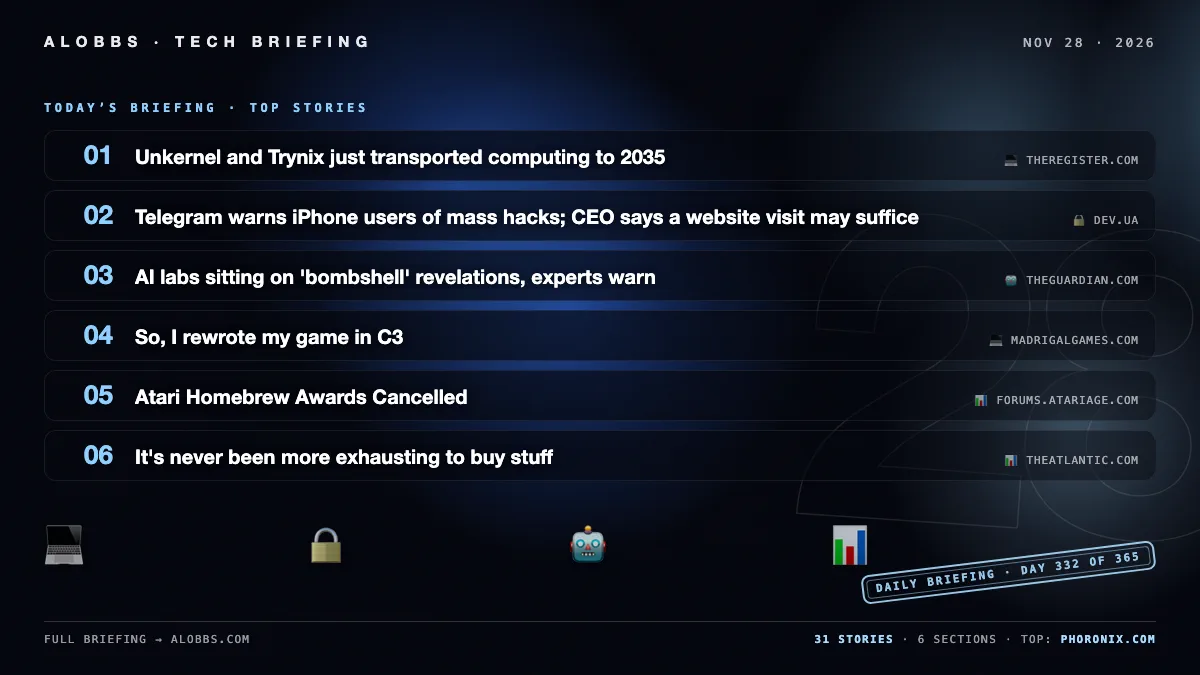 ALOBBS · TECH BRIEFING
NOV 28 · 2026
TODAY'S BRIEFING · TOP STORIES
01 Unkernel and Trynix just transported computing to 2035 THEREGISTER.COM
02 Telegram warns iPhone users of mass hacks; CEO says a website visit may suffice DEV.UA
03 AI labs sitting on 'bombshell' revelations, experts warn THEGUARDIAN.COM
04 So, I rewrote my game in C3 MADRIGALGAMES.COM
05 Atari Homebrew Awards Cancelled FORUMS.ATARIAGE.COM
06 It's never been more exhausting to buy stuff THEATLANTIC.COM
28
DAILY BRIEFING · DAY 332 OF 365
FULL BRIEFING → ALOBBS.COM
31 STORIES · 6 SECTIONS · TOP: PHORONIX.COM